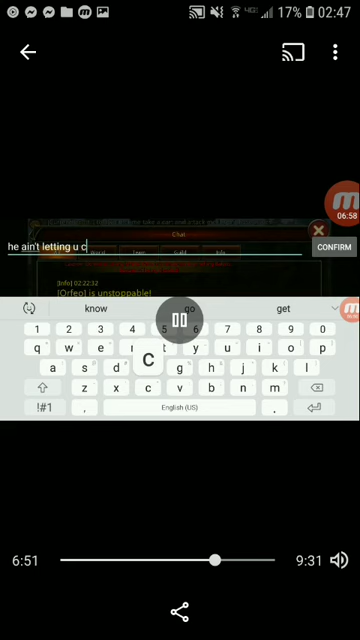 17% 02:47
06:58
Chat
he ain't letting u c
CONFIRM
[Info] 02:22:32
[Orfeo] is unstoppable!
know go get
1 2 3 4 5 6 7 8 9 0
q w e r t y u i o p
a s d g h j k l
C
z x c v b n m
!#1 , English (US) .
6:51 9:31